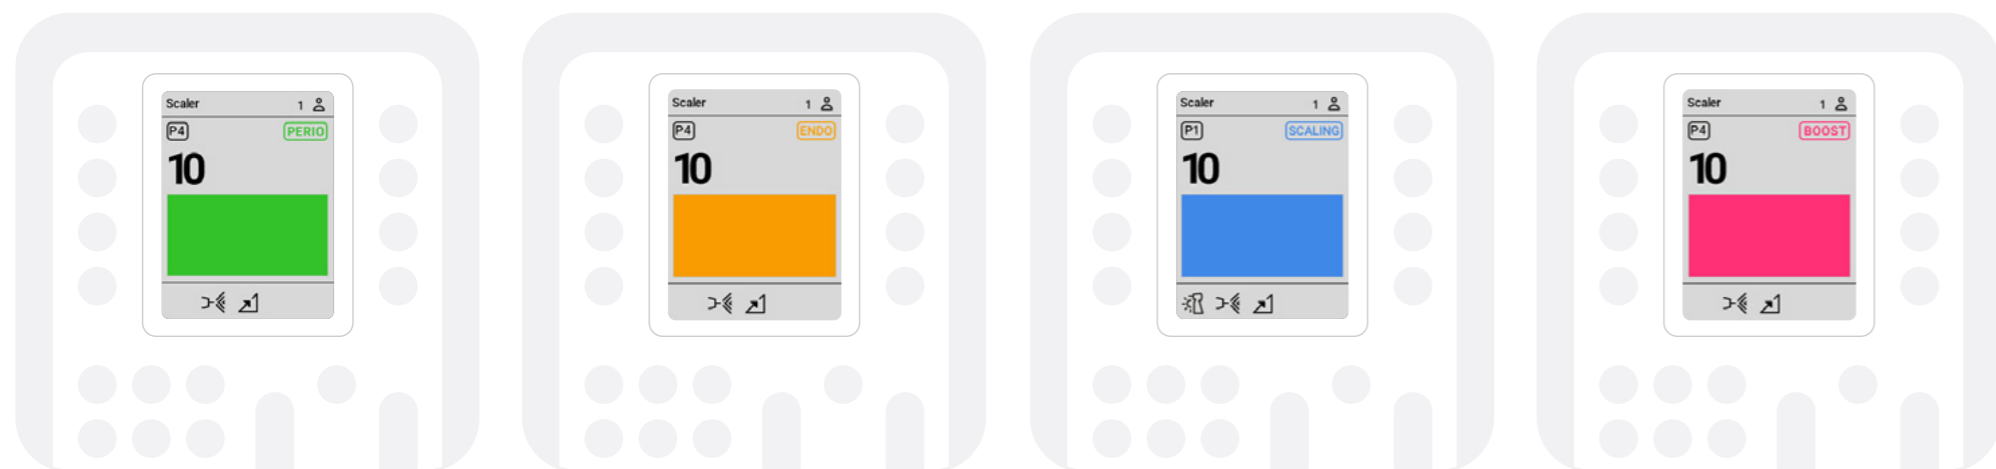 Scaler 1
P4 PERIO
10
Scaler 1
P4 ENDO
10
Scaler 1
P1 SCALING
10
Scaler 1
P4 BOOST
10